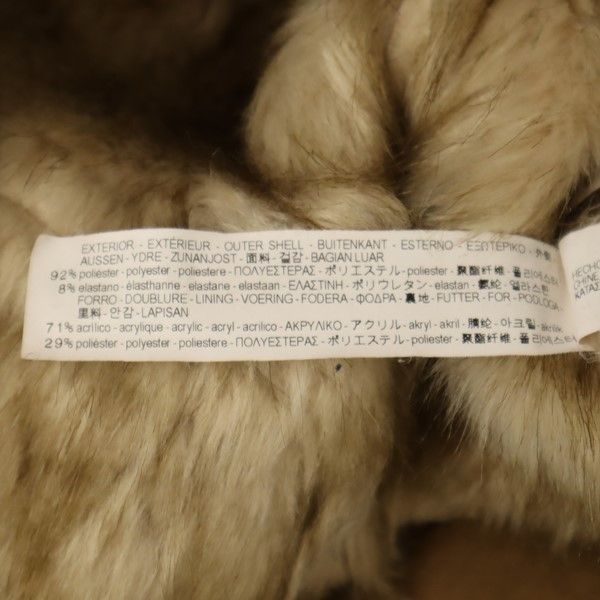 EXTERIOR - EXTÉRIEUR - OUTER SHELL - BUITENKANT - ESTERNO - ΕΞΩΤΕΡΙΚΟ - 外側
AUSSEN - YDRE - ZUNANJOST - 面料 - 겉감 - BAGIAN LUAR
92% poliéster - polyester - poliestere - ΠΟΛΥΕΣΤΕΡΑΣ - ポリエステル - poliester - 聚酯纤维 - 폴리에스터
8% elastano - élasthanne - elastane - elastaan - ΕΛΑΣΤΙΝΗ - ポリウレタン - elastan - 氨纶 - 엘라스틴
FORRO - DOUBLURE - LINING - VOERING - FODERA - ΦΟΔΡΑ - 裏地 - FUTTER - FOR - PODLOGA
里料 - 안감 - LAPISAN
71% acrílico - acrylique - acrylic - acryl - acrilico - ΑΚΡΥΛΙΚΟ - アクリル - akryl - akril - 腈纶 - 아크릴 - akrilik
29% poliéster - polyester - poliestere - ΠΟΛΥΕΣΤΕΡΑΣ - ポリエステル - poliester - 聚酯纤维 - 폴리에스터
HECHO
CHINE
ΚΑΤΑΣ